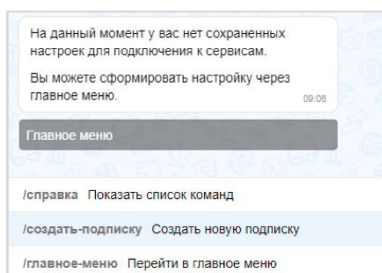 На данный момент у вас нет сохраненных
настроек для подключения к сервисам.
Вы можете сформировать настройку через
главное меню.
09:06
Главное меню
/справка Показать список команд
/создать-подписку Создать новую подписку
/главное-меню Перейти в главное меню